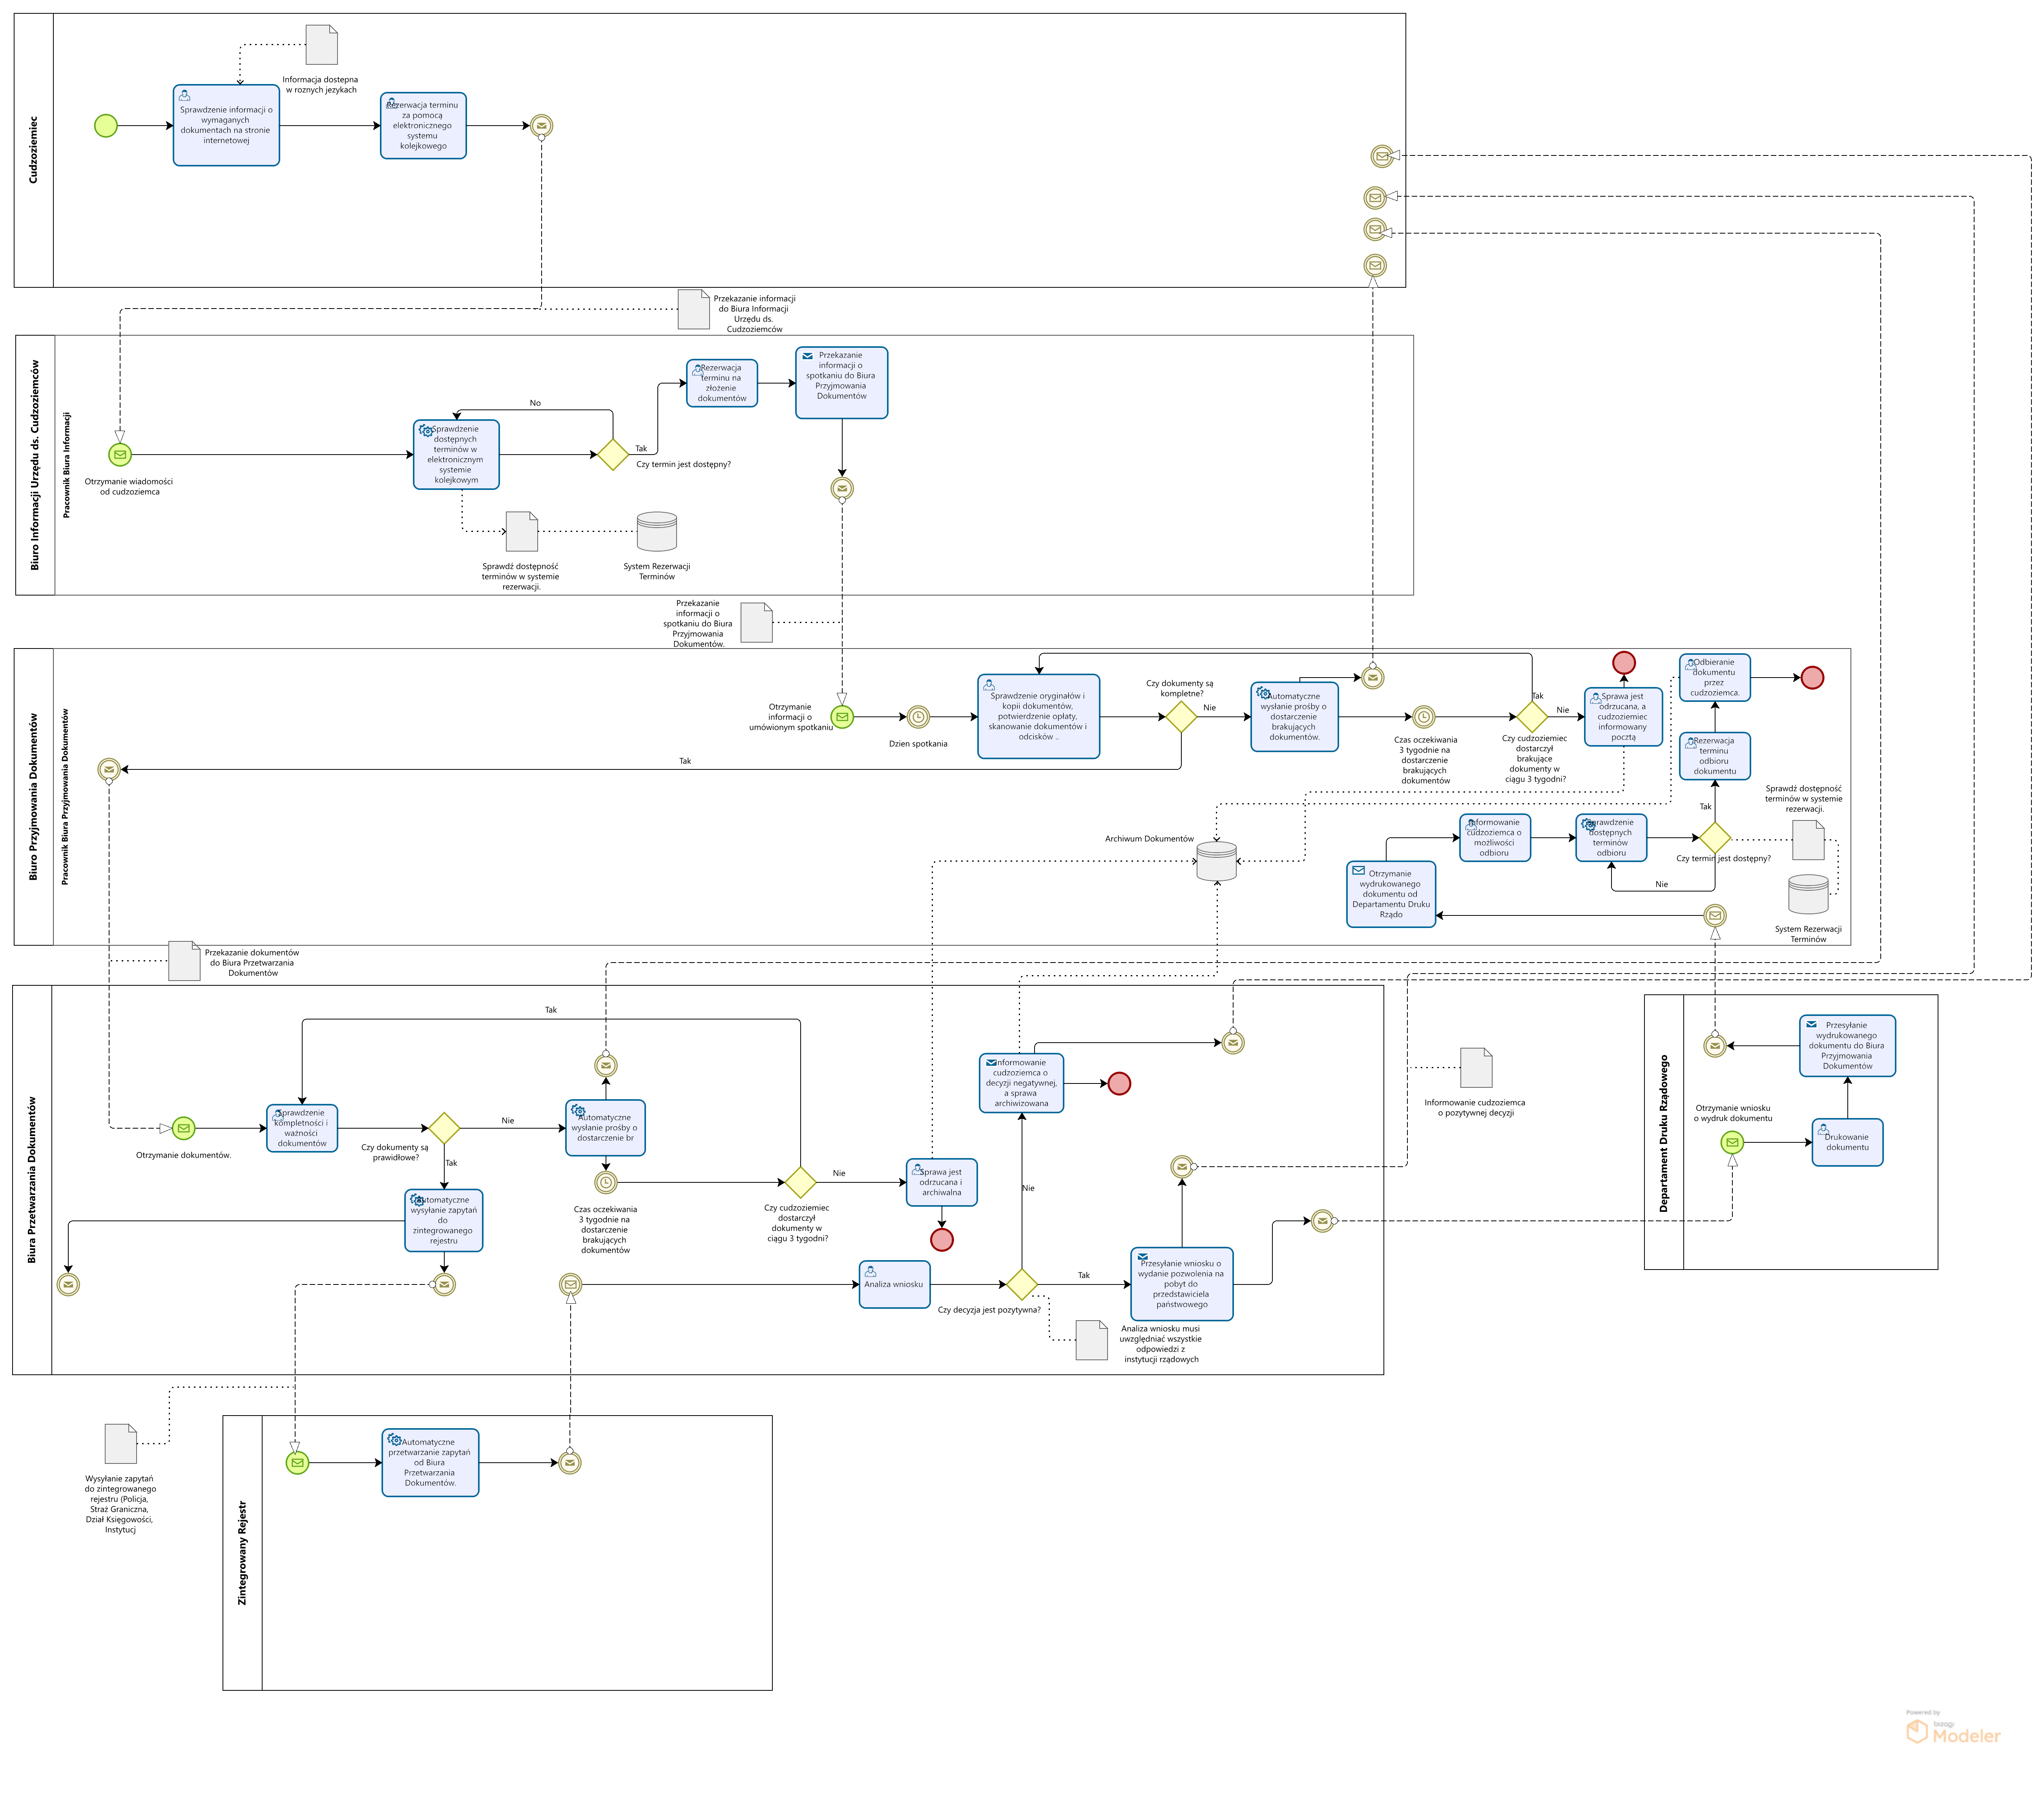 Cudzoziemiec
Informacja dostepna
w roznych jezykach
Sprawdzenie informacji o
wymaganych
dokumentach na stronie
internetowej
Rezerwacja terminu
za pomocą
elektronicznego
systemu
kolejkowego
Przekazanie informacji
do Biura Informacji
Urzędu ds.
Cudzoziemców
Biuro Informacji Urzędu ds. Cudzoziemców
Pracownik Biura Informacji
Otrzymanie wiadomości
od cudzoziemca
Sprawdzenie
dostępnych
terminów w
elektronicznym
systemie
kolejkowym
No
Tak
Czy termin jest dostępny?
Rezerwacja
terminu na
złożenie
dokumentów
Przekazanie
informacji o
spotkaniu do Biura
Przyjmowania
Dokumentów
Sprawdź dostępność
terminów w systemie
rezerwacji.
System Rezerwacji
Terminów
Przekazanie
informacji o
spotkaniu do Biura
Przyjmowania
Dokumentów.
Biuro Przyjmowania Dokumentów
Pracownik Biura Przyjmowania Dokumentów
Otrzymanie
informacji o
umówionym spotkaniu
Dzien spotkania
Sprawdzenie oryginałów i
kopii dokumentów,
potwierdzenie opłaty,
skanowanie dokumentów i
odcisków ..
Czy dokumenty są
kompletne?
Nie
Tak
Automatyczne
wysłanie prośby o
dostarczenie
brakujących
dokumentów.
Czas oczekiwania
3 tygodnie na
dostarczenie
brakujących
dokumentów
Tak
Nie
Czy cudzoziemiec
dostarczył
brakujące
dokumenty w
ciągu 3 tygodni?
Sprawa jest
odrzucana, a
cudzoziemiec
informowany
pocztą
Odbieranie
dokumentu
przez
cudzoziemca.
Rezerwacja
terminu
odbioru
dokumentu
Tak
Sprawdź dostępność
terminów w systemie
rezerwacji.
Archiwum Dokumentów
Informowanie
cudzoziemca o
możliwości
odbioru
Sprawdzenie
dostępnych
terminów
odbioru
Czy termin jest dostępny?
Nie
Otrzymanie
wydrukowanego
dokumentu od
Departamentu Druku
Rządo
System Rezerwacji
Terminów
Przekazanie dokumentów
do Biura Przetwarzania
Dokumentów
Biura Przetwarzania Dokumentów
Otrzymanie dokumentów.
Tak
Sprawdzenie
kompletności i
ważności
dokumentów
Czy dokumenty są
prawidłowe?
Nie
Tak
Automatyczne
wysłanie prośby o
dostarczenie br
Automatyczne
wysyłanie zapytań
do
zintegrowanego
rejestru
Czas oczekiwania
3 tygodnie na
dostarczenie
brakujących
dokumentów
Czy cudzoziemiec
dostarczył
dokumenty w
ciągu 3 tygodni?
Nie
Sprawa jest
odrzucana i
archiwalna
Informowanie
cudzoziemca o
decyzji negatywnej,
a sprawa
archiwizowana
Nie
Analiza wniosku
Czy decyzja jest pozytywna?
Tak
Przesyłanie wniosku o
wydanie pozwolenia na
pobyt do
przedstawiciela
państwowego
Analiza wniosku musi
uwzględniać wszystkie
odpowiedzi z
instytucji rządowych
Informowanie cudzoziemca
o pozytywnej decyzji
Departament Druku Rządowego
Przesyłanie
wydrukowanego
dokumentu do Biura
Przyjmowania
Dokumentów
Otrzymanie wniosku
o wydruk dokumentu
Drukowanie
dokumentu
Wysyłanie zapytań
do zintegrowanego
rejestru (Policja,
Straż Graniczna,
Dział Księgowości,
Instytucj
Zintegrowany Rejestr
Automatyczne
przetwarzanie zapytań
od Biura
Przetwarzania
Dokumentów.
Powered by
bizagi
Modeler